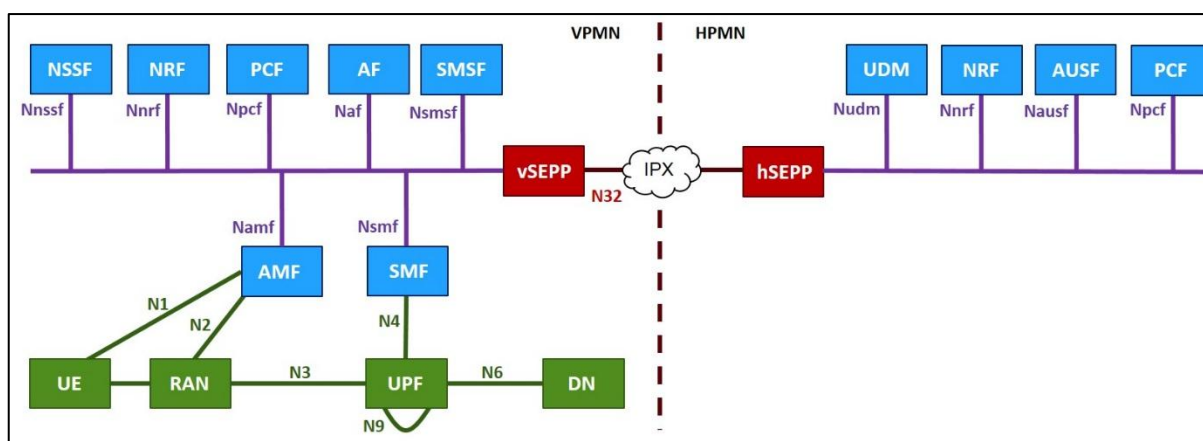 VPMN HPMN
NSSF NRF PCF AF SMSF UDM NRF AUSF PCF
Nnssf Nnrf Npcf Naf Nsmsf Nudm Nnrf Nausf Npcf
vSEPP IPX hSEPP
N32
Namf Nsmf
AMF SMF
N1
N2 N4
UE RAN N3 UPF N6 DN
N9